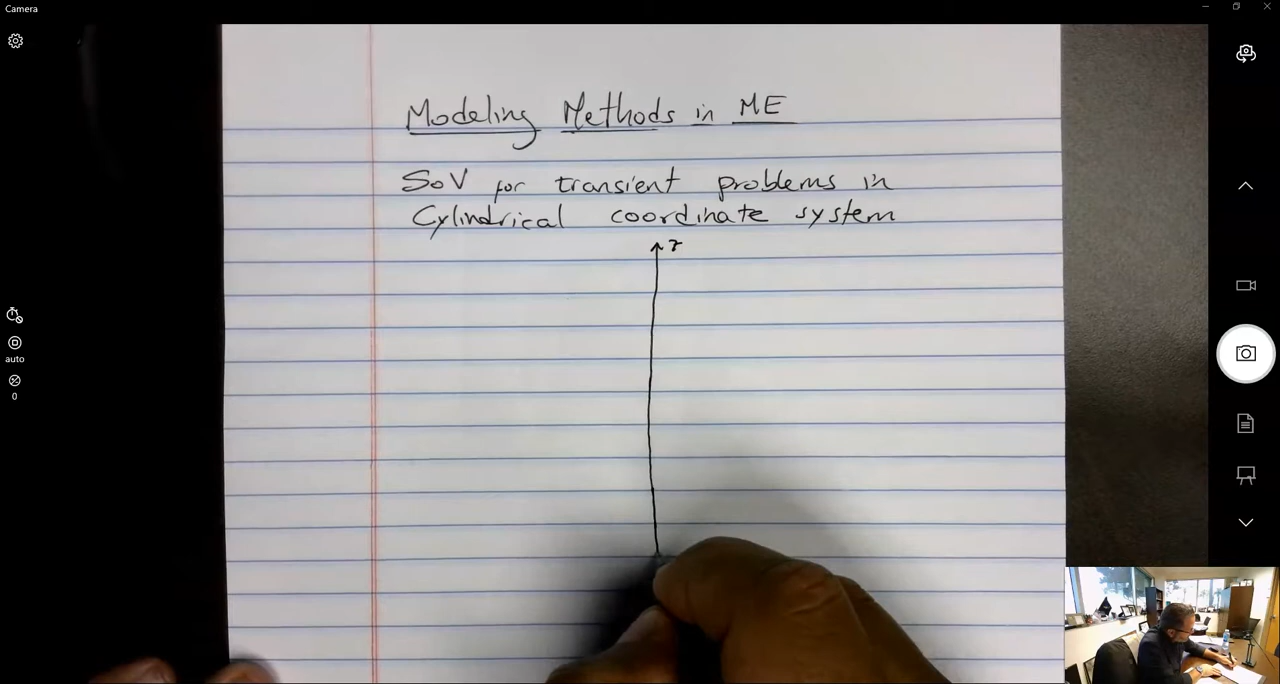 Camera
Modeling Methods in ME
SoV for transient problems in
Cylindrical coordinate system
r
auto
0